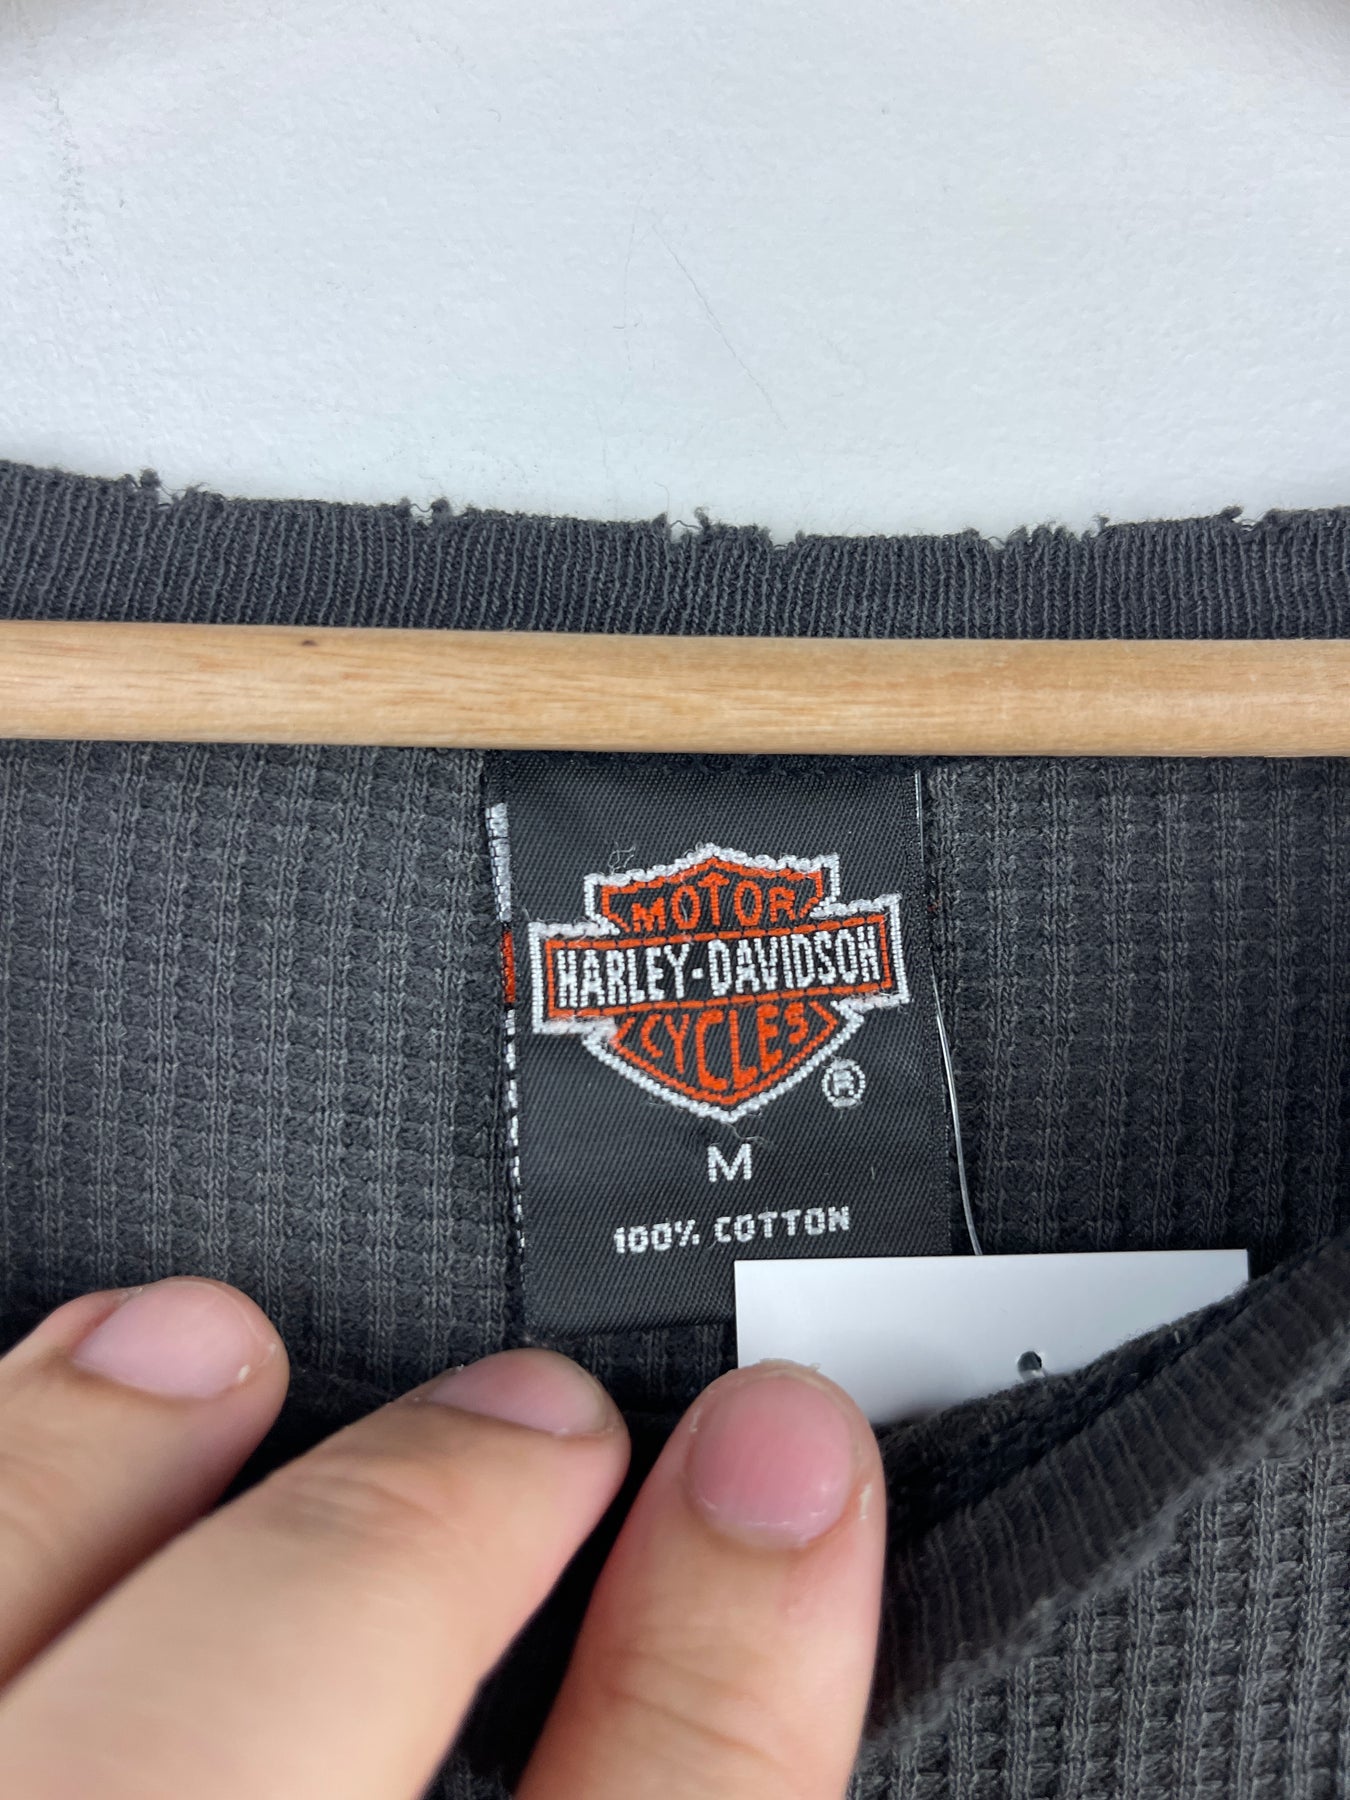 MOTOR
HARLEY-DAVIDSON
CYCLES
®
M
100% COTTON